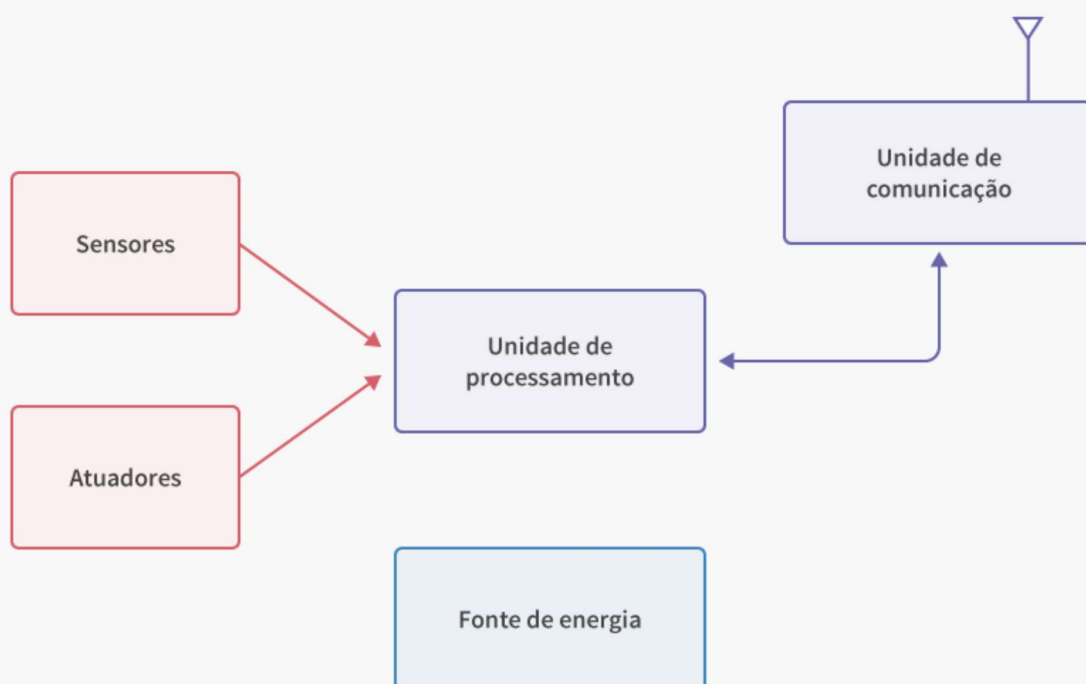 Unidade de
comunicação
Sensores
Unidade de
processamento
Atuadores
Fonte de energia